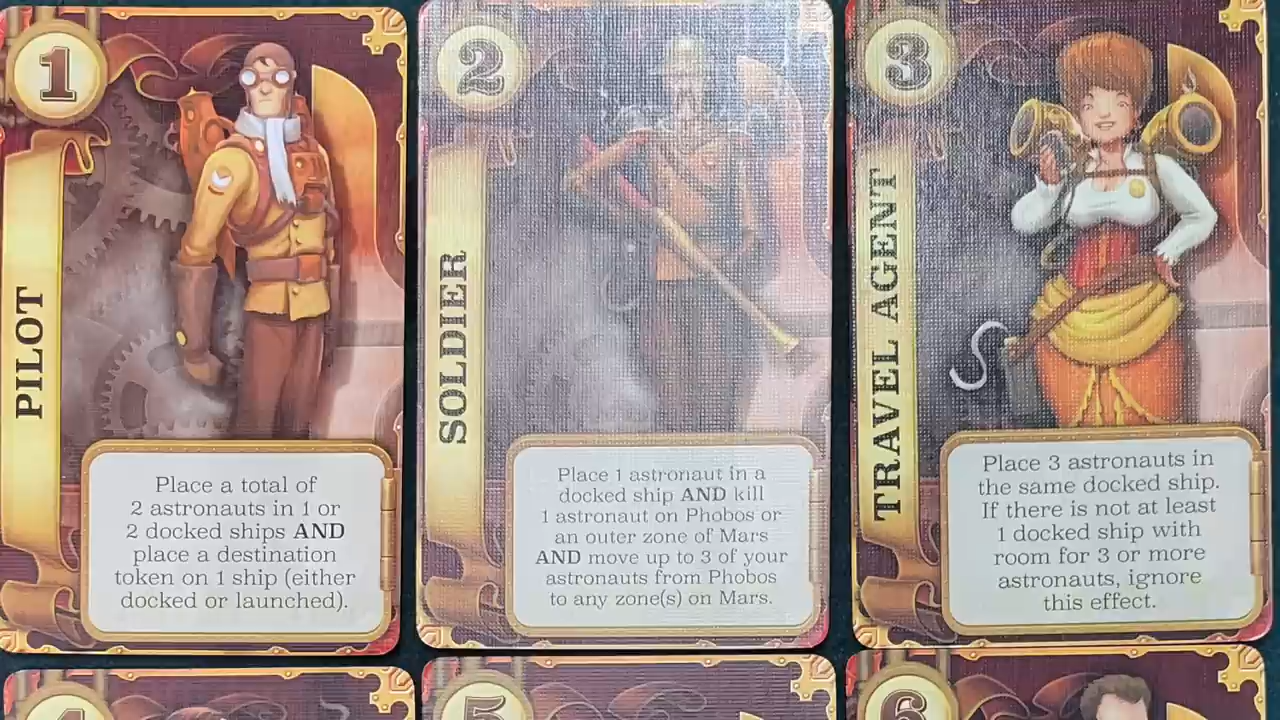 1
PILOT
Place a total of
2 astronauts in 1 or
2 docked ships AND
place a destination
token on 1 ship (either
docked or launched).
2
SOLDIER
Place 1 astronaut in a
docked ship AND kill
1 astronaut on Phobos or
an outer zone of Mars
AND move up to 3 of your
astronauts from Phobos
to any zone(s) on Mars.
3
TRAVEL AGENT
Place 3 astronauts in
the same docked ship.
If there is not at least
1 docked ship with
room for 3 or more
astronauts, ignore
this effect.
4
5
6